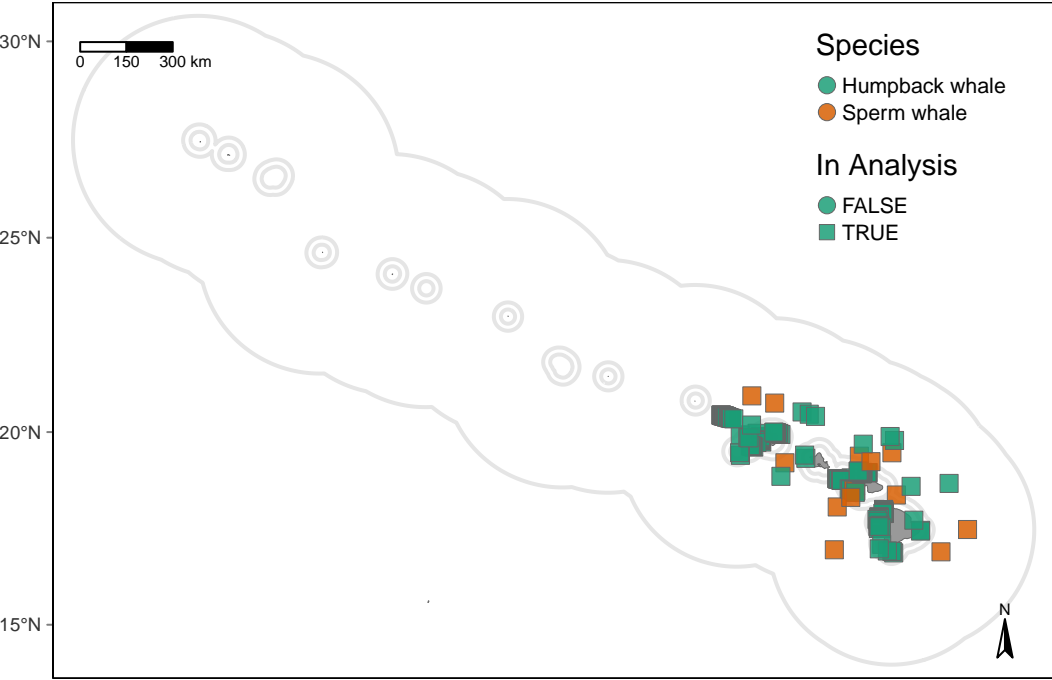 30°N
25°N
20°N
15°N
0 150 300 km
Species
Humpback whale
Sperm whale
In Analysis
FALSE
TRUE
N